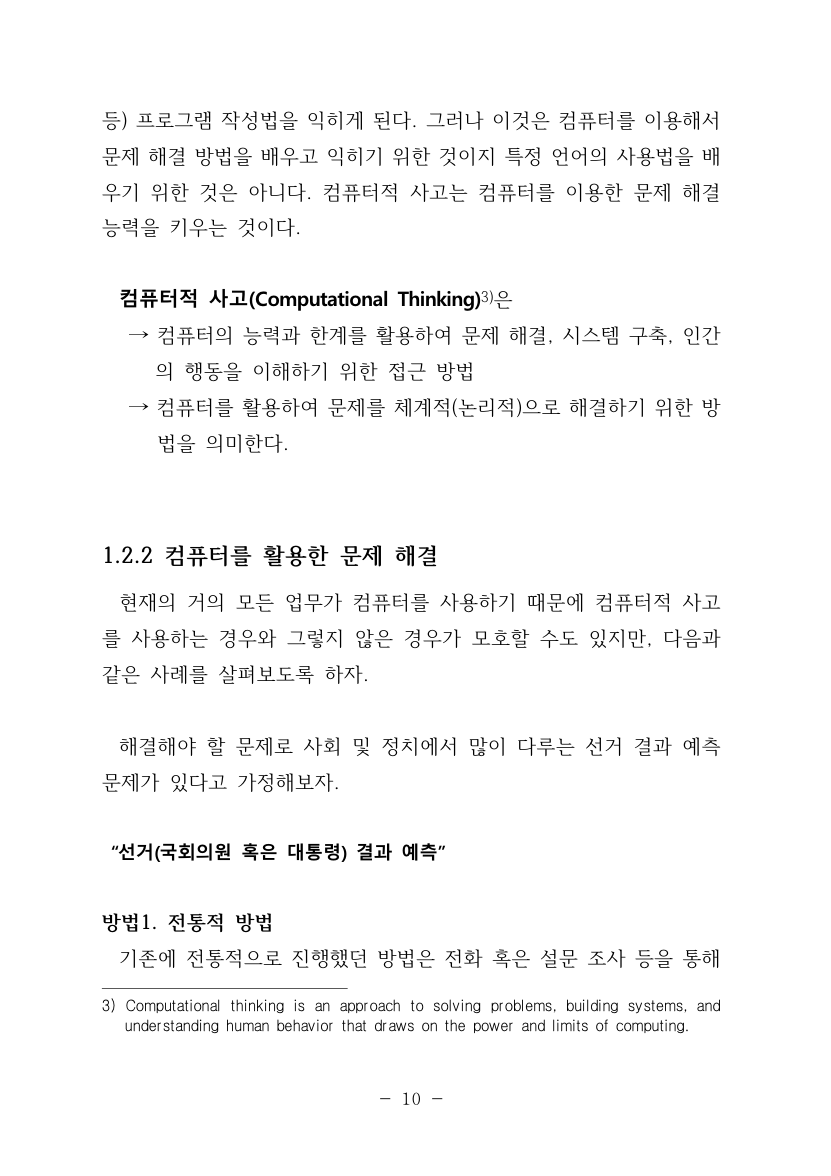 등) 프로그램 작성법을 익히게 된다. 그러나 이것은 컴퓨터를 이용해서
문제 해결 방법을 배우고 익히기 위한 것이지 특정 언어의 사용법을 배
우기 위한 것은 아니다. 컴퓨터적 사고는 컴퓨터를 이용한 문제 해결
능력을 키우는 것이다.
컴퓨터적 사고(Computational Thinking)3)은
→ 컴퓨터의 능력과 한계를 활용하여 문제 해결, 시스템 구축, 인간
의 행동을 이해하기 위한 접근 방법
→ 컴퓨터를 활용하여 문제를 체계적(논리적)으로 해결하기 위한 방
법을 의미한다.
1.2.2 컴퓨터를 활용한 문제 해결
현재의 거의 모든 업무가 컴퓨터를 사용하기 때문에 컴퓨터적 사고
를 사용하는 경우와 그렇지 않은 경우가 모호할 수도 있지만, 다음과
같은 사례를 살펴보도록 하자.
해결해야 할 문제로 사회 및 정치에서 많이 다루는 선거 결과 예측
문제가 있다고 가정해보자.
“선거(국회의원 혹은 대통령) 결과 예측”
방법1. 전통적 방법
기존에 전통적으로 진행했던 방법은 전화 혹은 설문 조사 등을 통해
3) Computational thinking is an approach to solving problems, building systems, and
understanding human behavior that draws on the power and limits of computing.
- 10 -